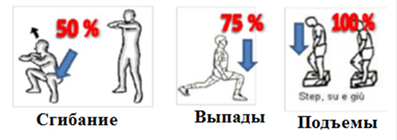 50 %
75 %
100 %
Step, su e giù
Сгибание
Выпады
Подъемы